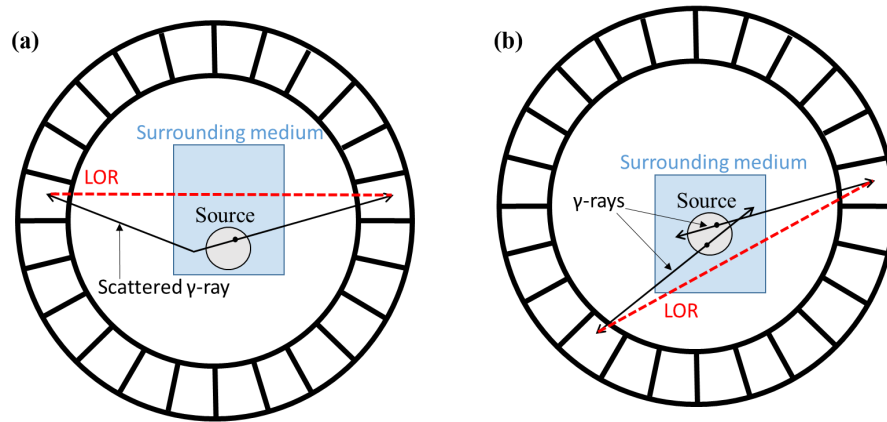 (a)
Surrounding medium
LOR
Source
Scattered γ-ray
(b)
Surrounding medium
γ-rays
Source
LOR